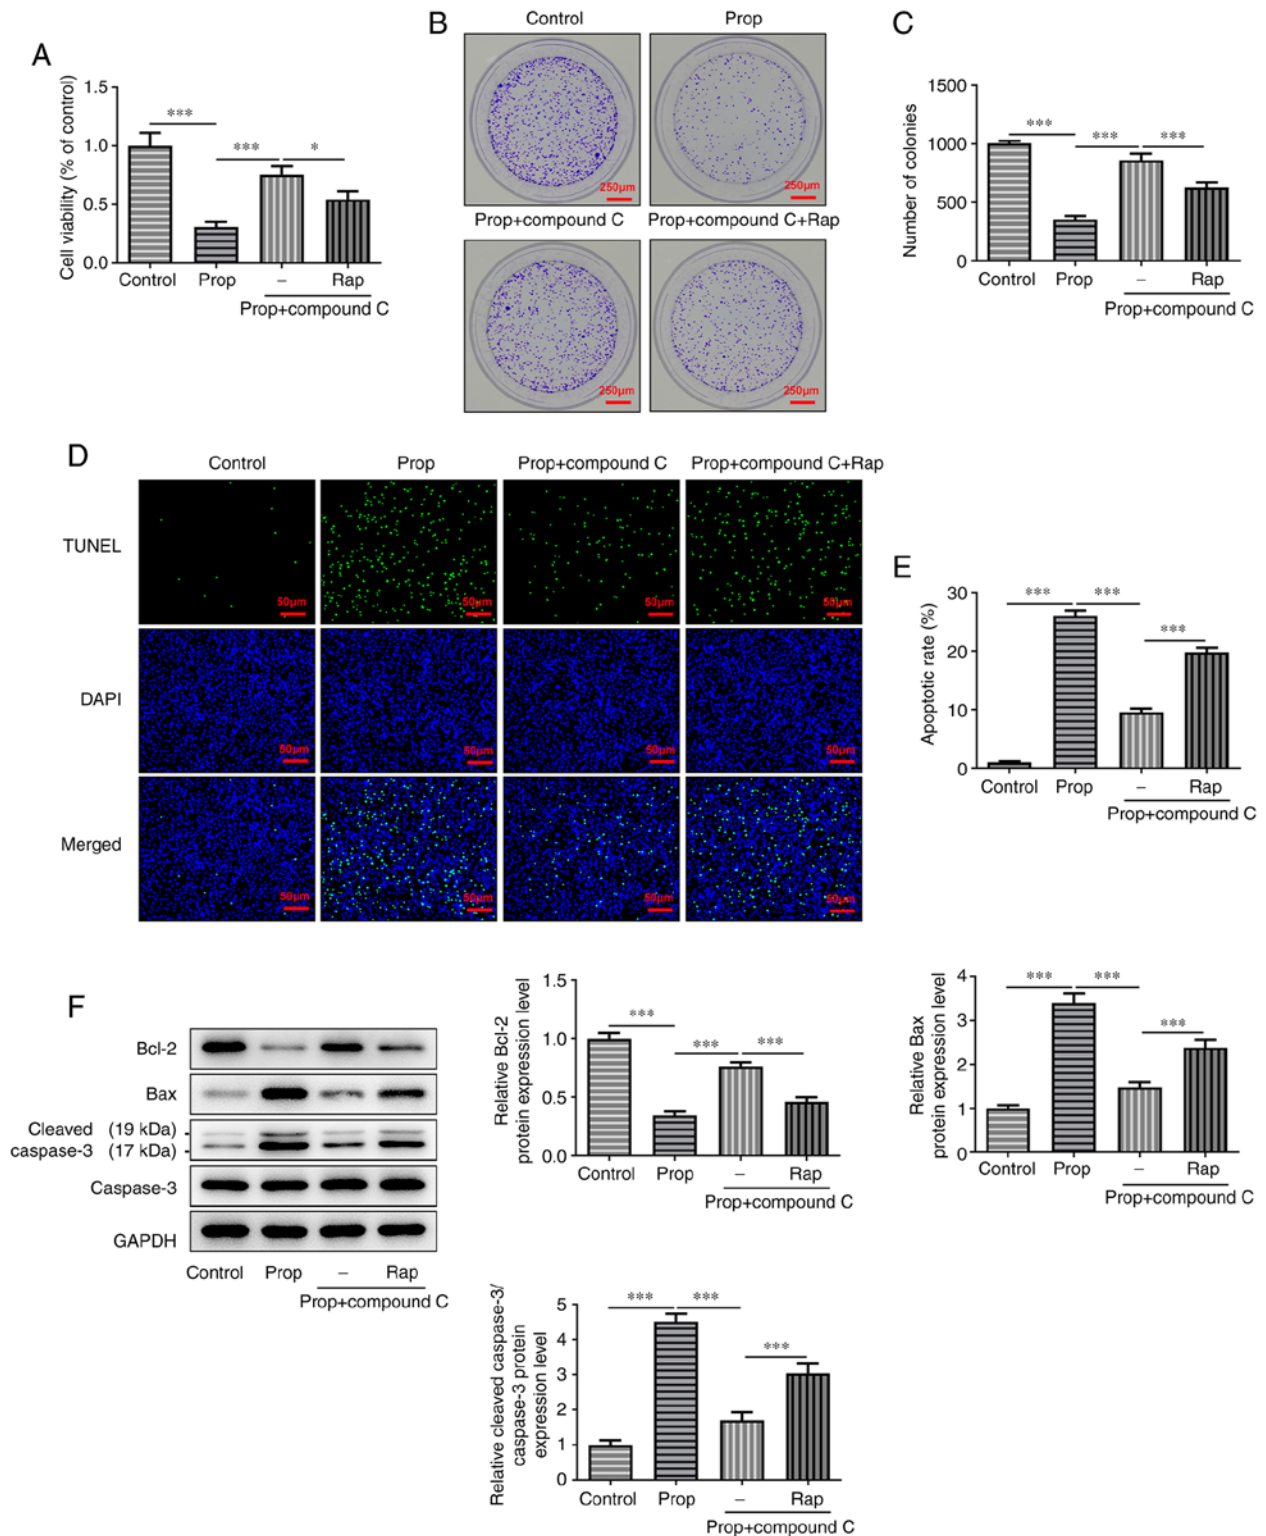 A
Cell viability (% of control)
1.5
1.0
0.5
0.0
***
***
*
Control
Prop
–
Rap
Prop+compound C
B
Control
Prop
250μm
250μm
Prop+compound C
Prop+compound C+Rap
250μm
250μm
C
Number of colonies
1500
1000
500
0
***
***
***
Control
Prop
–
Rap
Prop+compound C
D
Control
Prop
Prop+compound C
Prop+compound C+Rap
TUNEL
50μm
50μm
50μm
50μm
DAPI
50μm
50μm
50μm
50μm
Merged
50μm
50μm
50μm
50μm
E
Apoptotic rate (%)
30
20
10
0
***
***
***
Control
Prop
–
Rap
Prop+compound C
F
Bcl-2
Bax
Cleaved (19 kDa)
caspase-3 (17 kDa)
Caspase-3
GAPDH
Control
Prop
–
Rap
Prop+compound C
Relative Bcl-2
protein expression level
1.5
1.0
0.5
0.0
***
***
***
Control
Prop
–
Rap
Prop+compound C
Relative Bax
protein expression level
4
3
2
1
0
***
***
***
Control
Prop
–
Rap
Prop+compound C
Relative cleaved caspase-3/
caspase-3 protein
expression level
5
4
3
2
1
0
***
***
***
Control
Prop
–
Rap
Prop+compound C